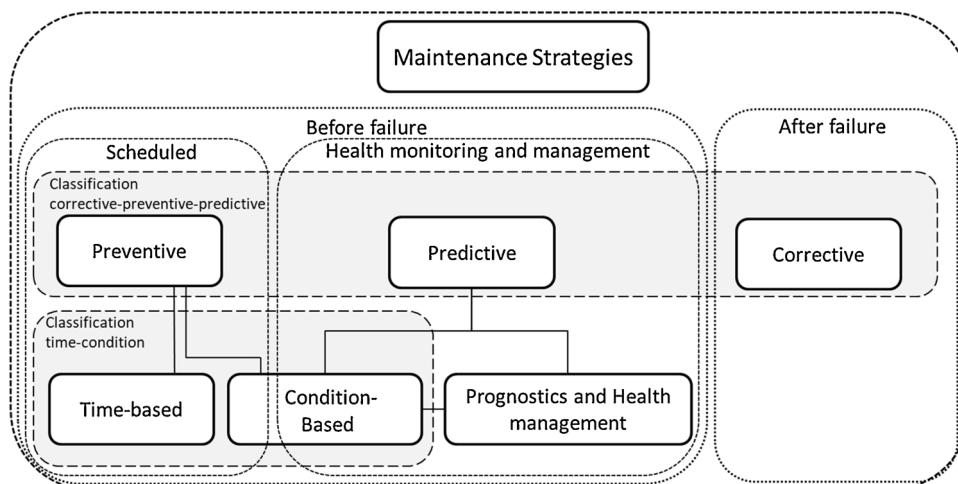 Maintenance Strategies
Before failure
After failure
Scheduled
Health monitoring and management
Classification
corrective-preventive-predictive
Preventive
Predictive
Corrective
Classification
time-condition
Time-based
Condition-
Based
Prognostics and Health
management